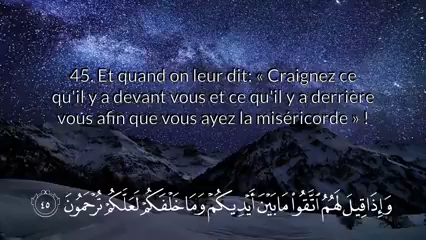 45. Et quand on leur dit: « Craignez ce
qu'il y a devant vous et ce qu'il y a derrière
vous afin que vous ayez la miséricorde » !
وَإِذَا قِيلَ لَهُمُ ٱتَّقُوا۟ مَا بَيْنَ أَيْدِيكُمْ وَمَا خَلْفَكُمْ لَعَلَّكُمْ تُرْحَمُونَ ٤٥